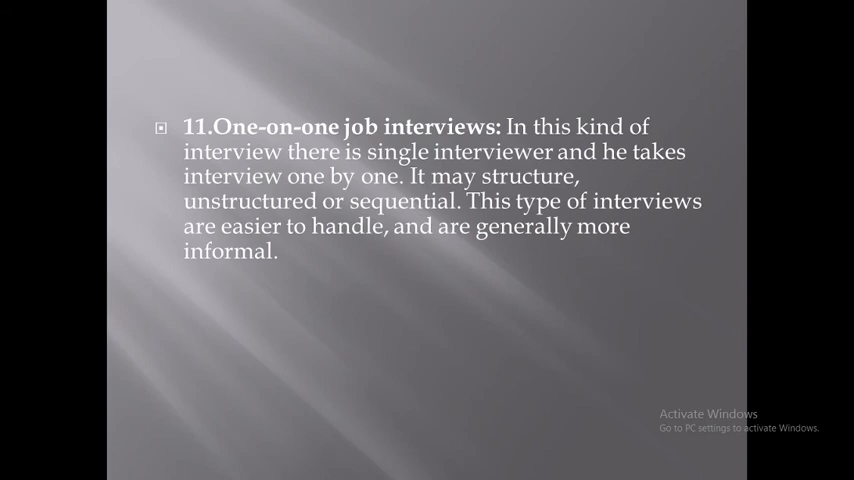 11.One-on-one job interviews: In this kind of
interview there is single interviewer and he takes
interview one by one. It may structure,
unstructured or sequential. This type of interviews
are easier to handle, and are generally more
informal.
Activate Windows
Go to PC settings to activate Windows.